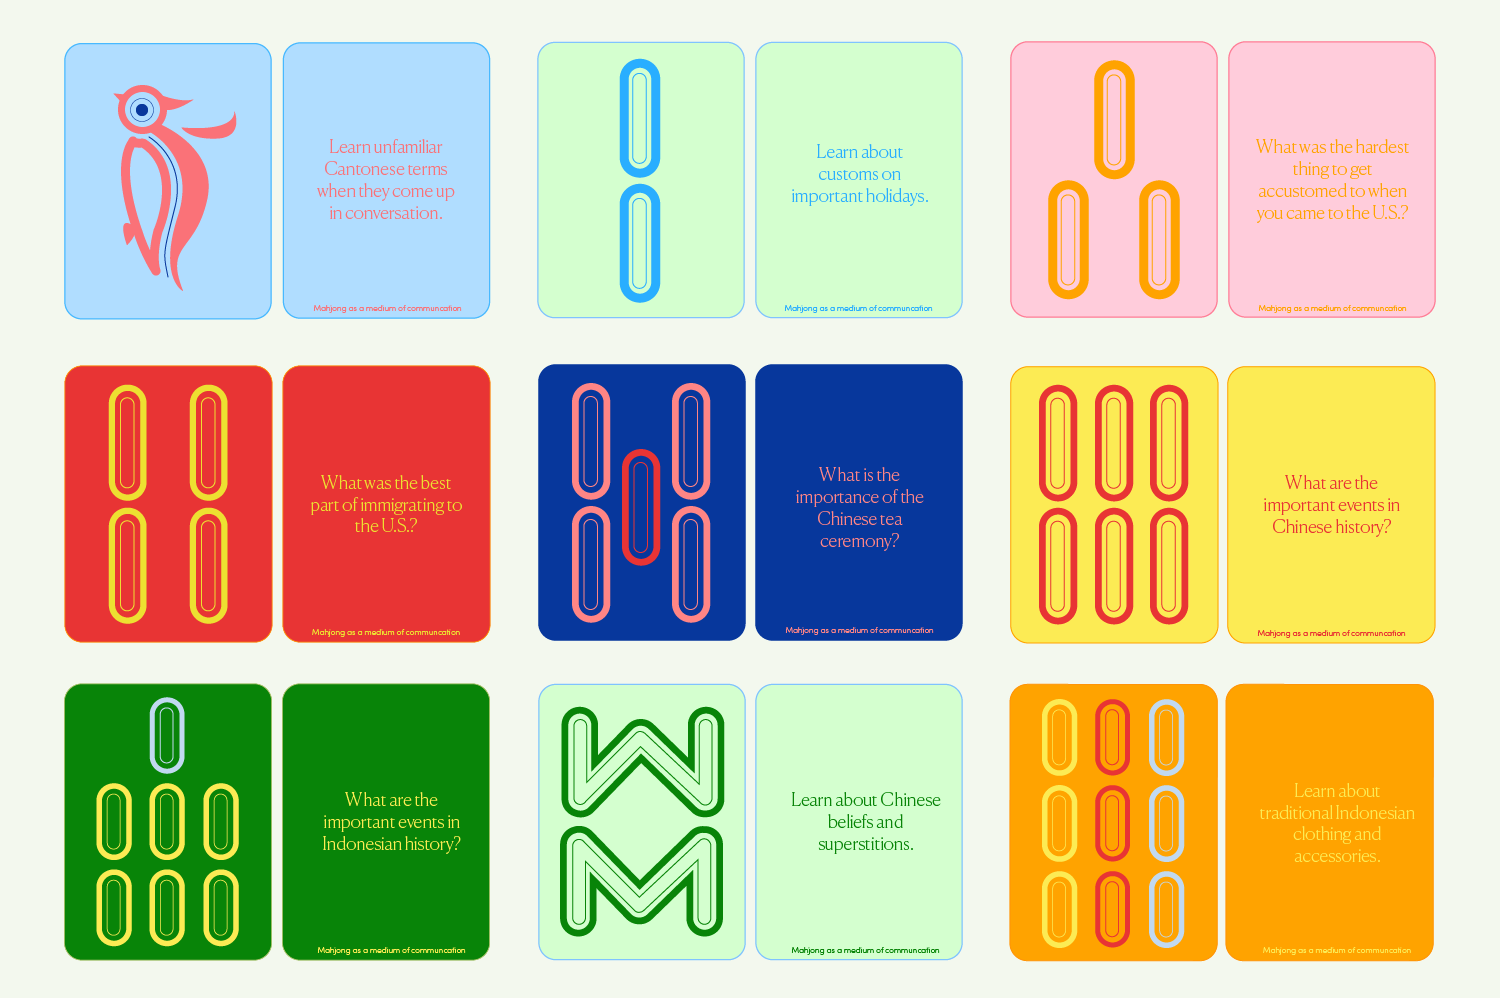 Learn unfamiliar
Cantonese terms
when they come up
in conversation.
Mahjong as a medium of communcation
Learn about
customs on
important holidays.
Mahjong as a medium of communcation
What was the hardest
thing to get
accustomed to when
you came to the U.S.?
Mahjong as a medium of communcation
What was the best
part of immigrating to
the U.S.?
Mahjong as a medium of communcation
What is the
importance of the
Chinese tea
ceremony?
Mahjong as a medium of communcation
What are the
important events in
Chinese history?
Mahjong as a medium of communcation
What are the
important events in
Indonesian history?
Mahjong as a medium of communcation
Learn about Chinese
beliefs and
superstitions.
Mahjong as a medium of communcation
Learn about
traditional Indonesian
clothing and
accessories.
Mahjong as a medium of communcation